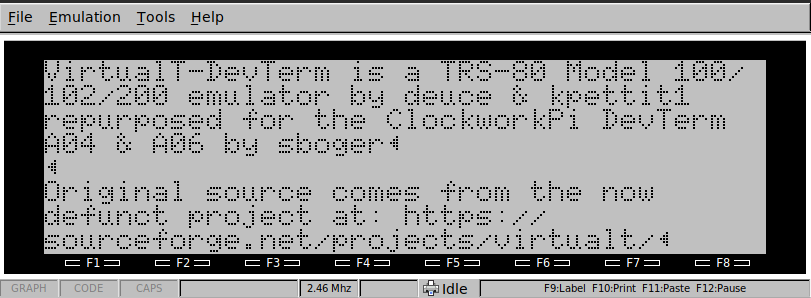 File Emulation Tools Help
VirtualT-DevTerm is a TRS-80 Model 100/
102/200 emulator by deuce & kpettit1
repurposed for the ClockworkPi DevTerm
A04 & A06 by sboger
Original source comes from the now
defunct project at: https://
sourceforge.net/projects/virtualt/
F1 F2 F3 F4 F5 F6 F7 F8
GRAPH CODE CAPS 2.46 Mhz Idle F9:Label F10:Print F11:Paste F12:Pause